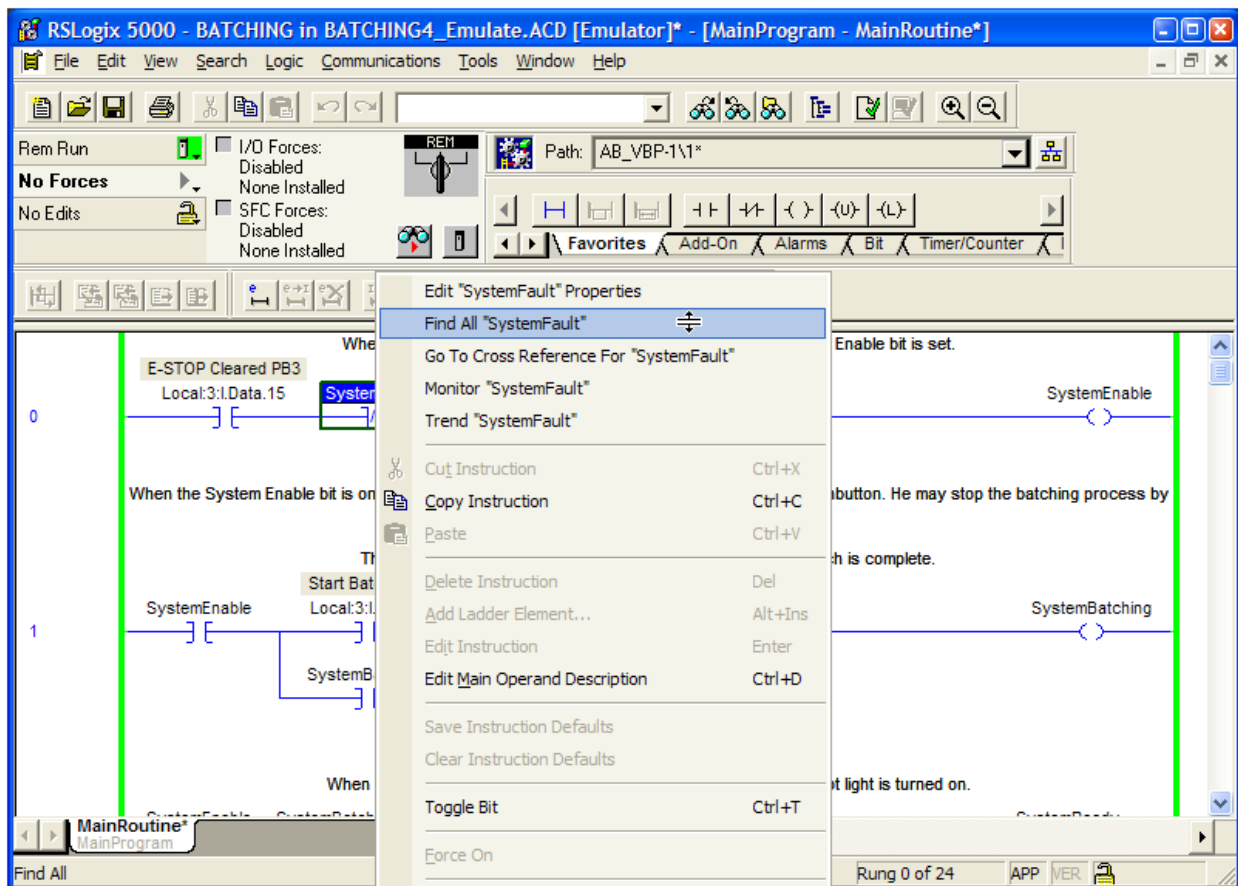 RSLogix 5000 - BATCHING in BATCHING4_Emulate.ACD [Emulator]* - [MainProgram - MainRoutine*]
File Edit View Search Logic Communications Tools Window Help
Rem Run
No Forces
No Edits
I/O Forces:
Disabled
None Installed
SFC Forces:
Disabled
None Installed
REM
Path: AB_VBP-1\1*
Favorites Add-On Alarms Bit Timer/Counter
Edit "SystemFault" Properties
Find All "SystemFault"
Go To Cross Reference For "SystemFault"
Monitor "SystemFault"
Trend "SystemFault"
Cut Instruction Ctrl+X
Copy Instruction Ctrl+C
Paste Ctrl+V
Delete Instruction Del
Add Ladder Element... Alt+Ins
Edit Instruction Enter
Edit Main Operand Description Ctrl+D
Save Instruction Defaults
Clear Instruction Defaults
Toggle Bit Ctrl+T
Force On
Enable bit is set.
E-STOP Cleared PB3
Local:3:I.Data.15
SystemEnable
0
When the System Enable bit is on
button. He may stop the batching process by
h is complete.
Start Bat
SystemEnable Local:3:I.
SystemBatching
1
SystemB
When
t light is turned on.
MainRoutine*
MainProgram
Find All
Rung 0 of 24 APP VER